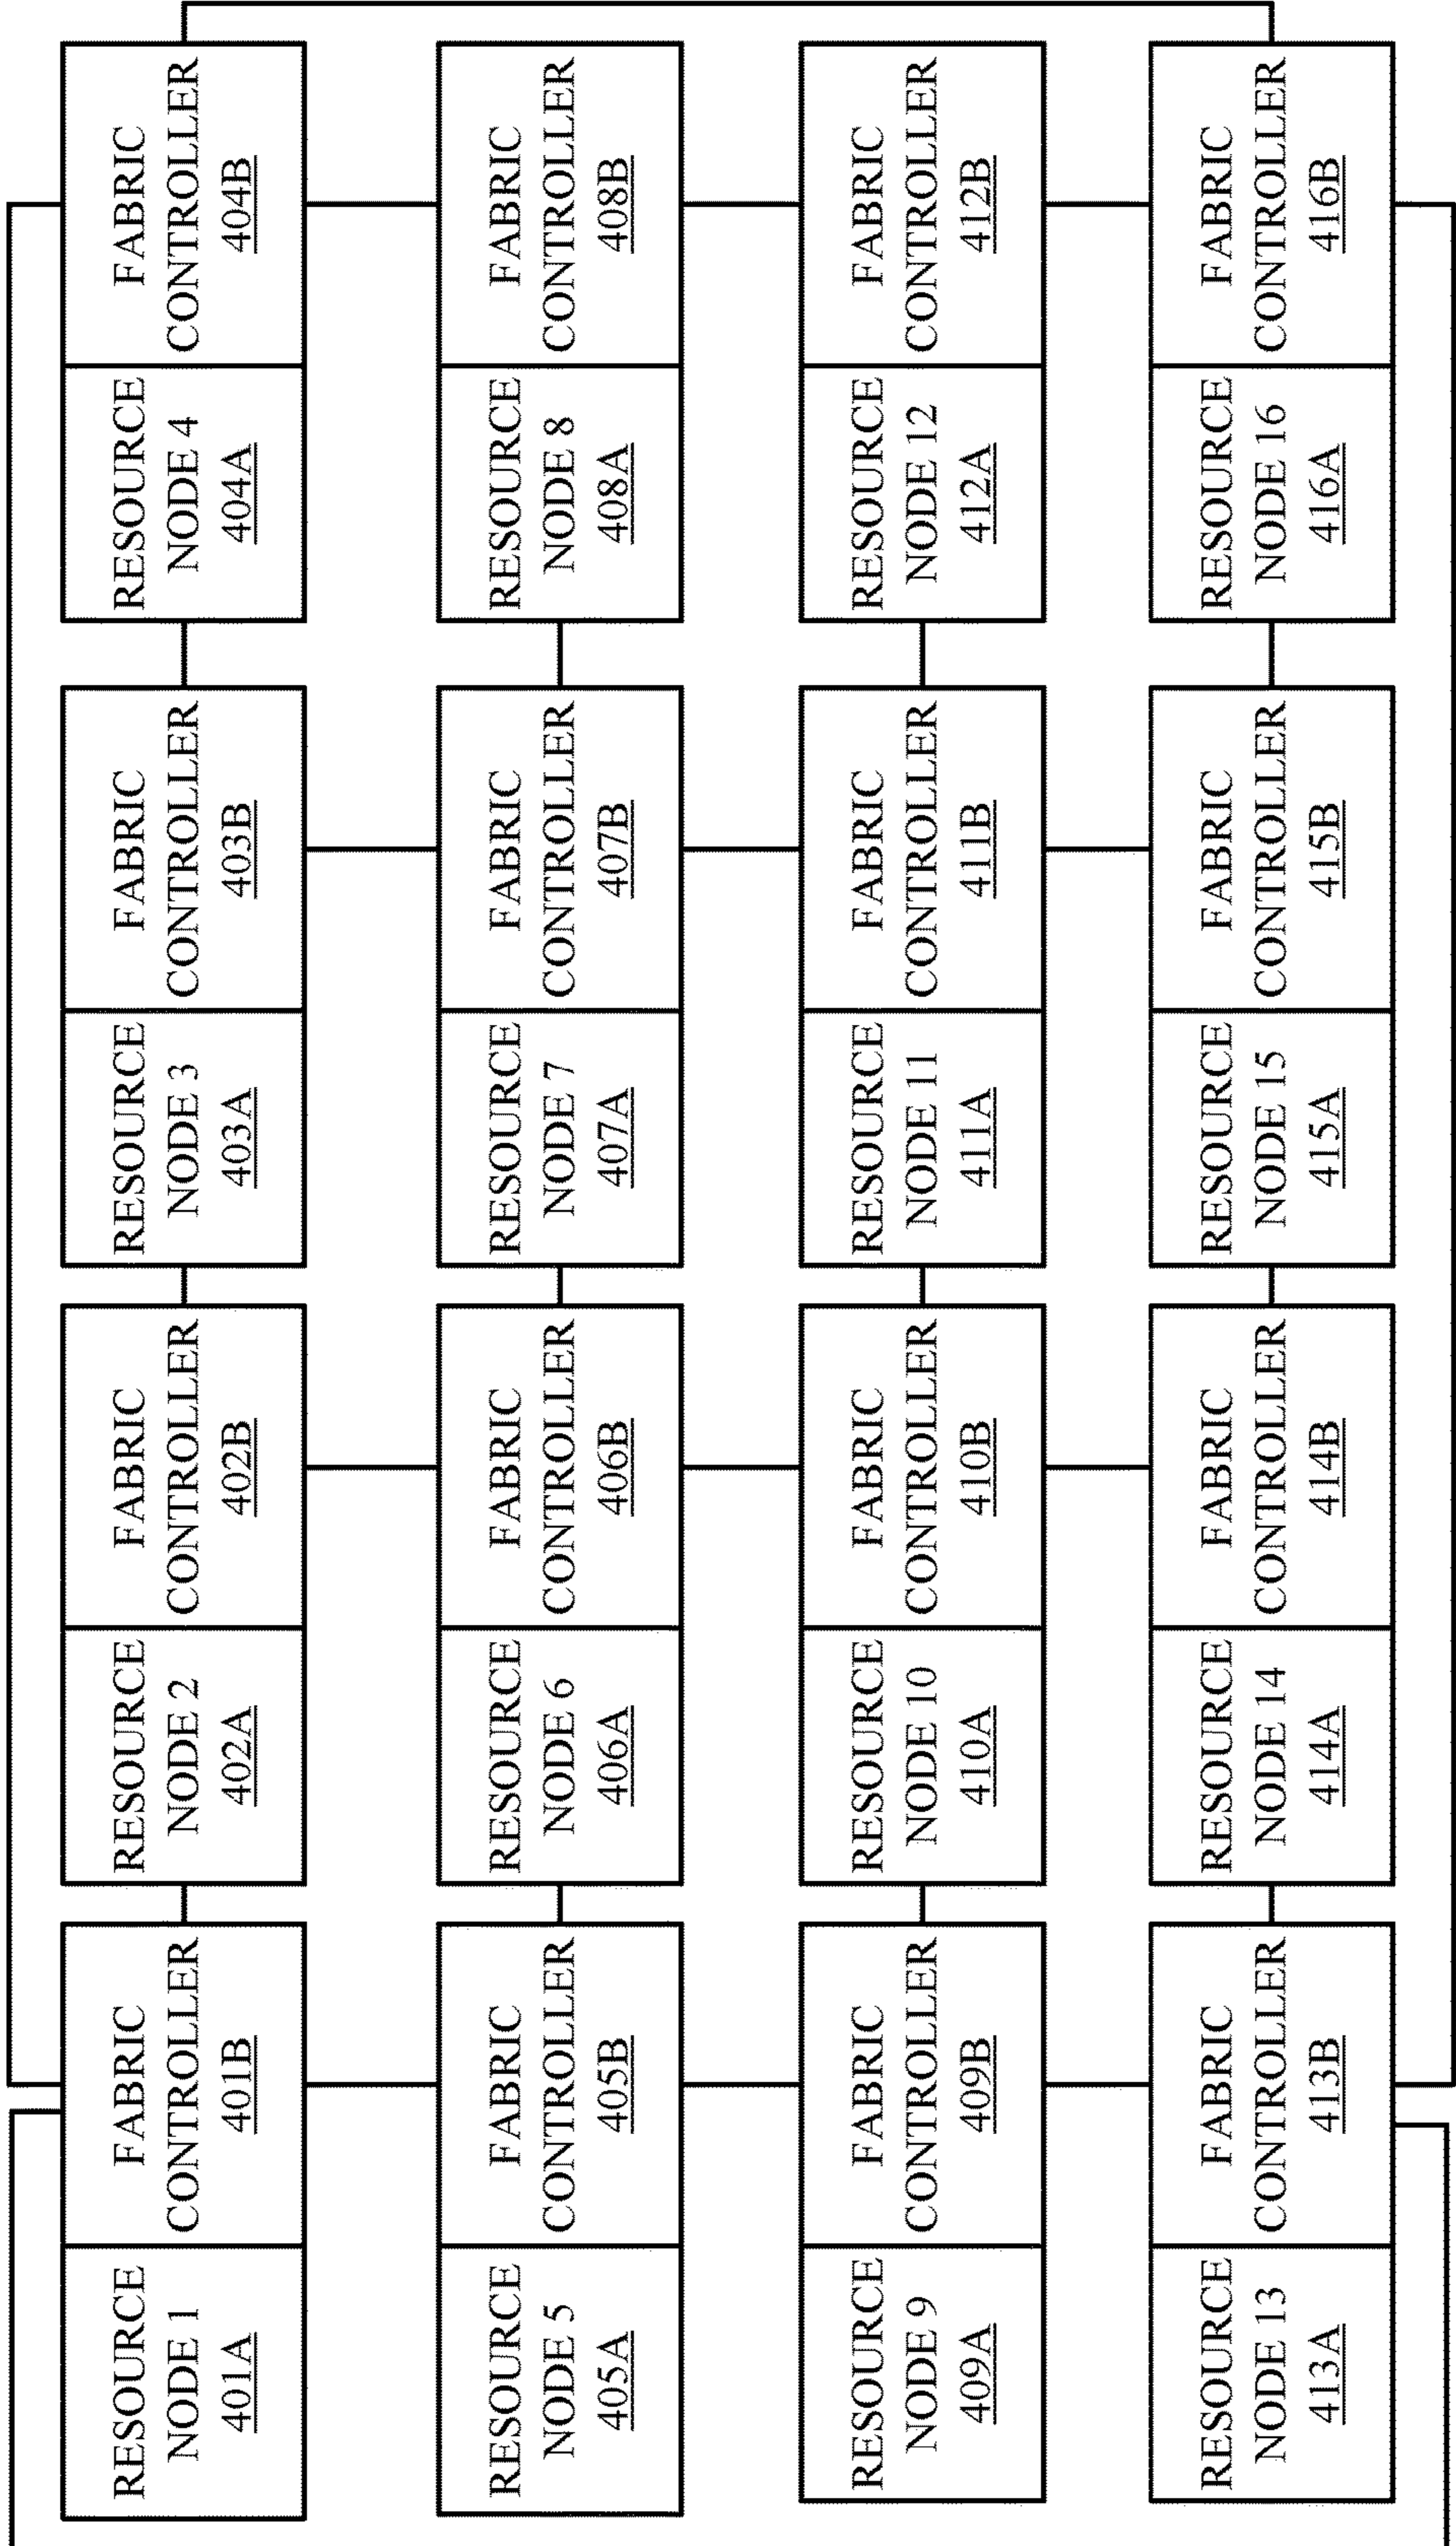 RESOURCE
NODE 1
401A
FABRIC
CONTROLLER
401B
RESOURCE
NODE 2
402A
FABRIC
CONTROLLER
402B
RESOURCE
NODE 3
403A
FABRIC
CONTROLLER
403B
RESOURCE
NODE 4
404A
FABRIC
CONTROLLER
404B
RESOURCE
NODE 5
405A
FABRIC
CONTROLLER
405B
RESOURCE
NODE 6
406A
FABRIC
CONTROLLER
406B
RESOURCE
NODE 7
407A
FABRIC
CONTROLLER
407B
RESOURCE
NODE 8
408A
FABRIC
CONTROLLER
408B
RESOURCE
NODE 9
409A
FABRIC
CONTROLLER
409B
RESOURCE
NODE 10
410A
FABRIC
CONTROLLER
410B
RESOURCE
NODE 11
411A
FABRIC
CONTROLLER
411B
RESOURCE
NODE 12
412A
FABRIC
CONTROLLER
412B
RESOURCE
NODE 13
413A
FABRIC
CONTROLLER
413B
RESOURCE
NODE 14
414A
FABRIC
CONTROLLER
414B
RESOURCE
NODE 15
415A
FABRIC
CONTROLLER
415B
RESOURCE
NODE 16
416A
FABRIC
CONTROLLER
416B